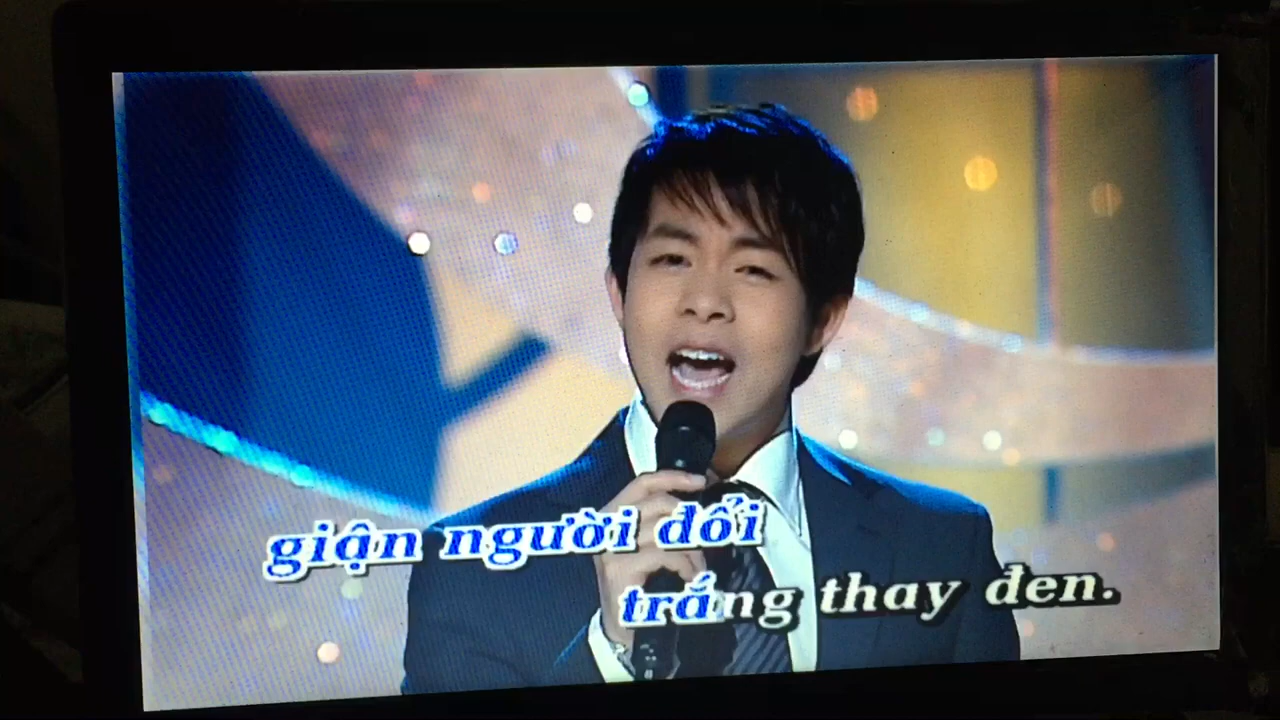 giận người đổi
trắng thay đen.